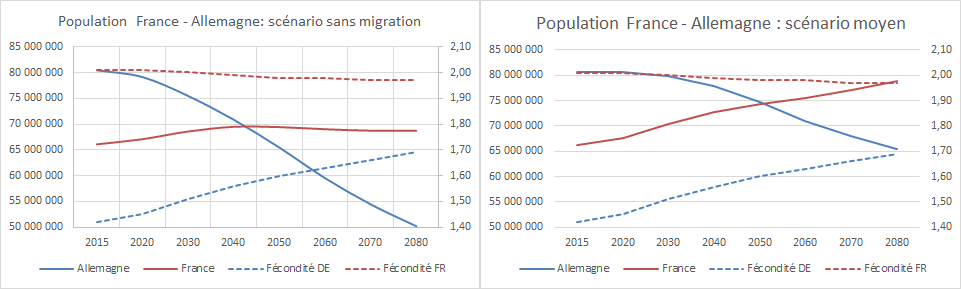 Population France - Allemagne: scénario sans migration
85 000 000
80 000 000
75 000 000
70 000 000
65 000 000
60 000 000
55 000 000
50 000 000
2,10
2,00
1,90
1,80
1,70
1,60
1,50
1,40
2015 2020 2030 2040 2050 2060 2070 2080
Allemagne France Fécondité DE Fécondité FR
Population France - Allemagne : scénario moyen
85 000 000
80 000 000
75 000 000
70 000 000
65 000 000
60 000 000
55 000 000
50 000 000
2,10
2,00
1,90
1,80
1,70
1,60
1,50
1,40
2015 2020 2030 2040 2050 2060 2070 2080
Allemagne France Fécondité DE Fécondité FR